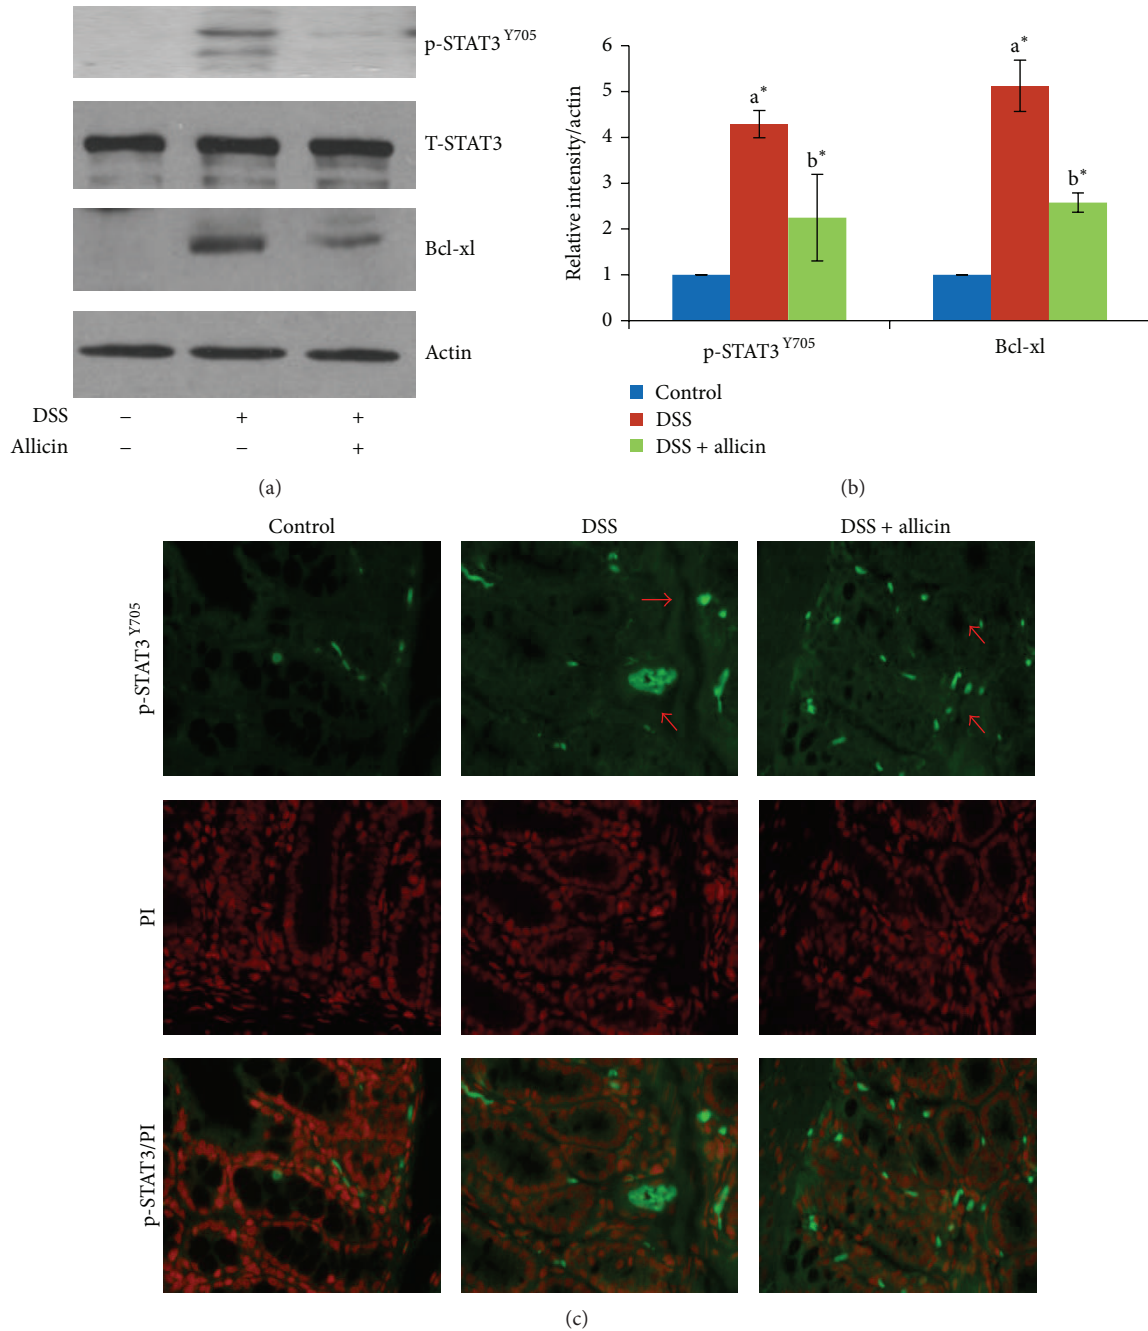 p-STAT3 Y705
T-STAT3
Bcl-xl
Actin
DSS − + +
Allicin − − +
(a)
Relative intensity/actin
6
5
4
3
2
1
0
a*
b*
a*
b*
p-STAT3 Y705
Bcl-xl
Control
DSS
DSS + allicin
(b)
Control
DSS
DSS + allicin
p-STAT3 Y705
PI
p-STAT3/PI
(c)